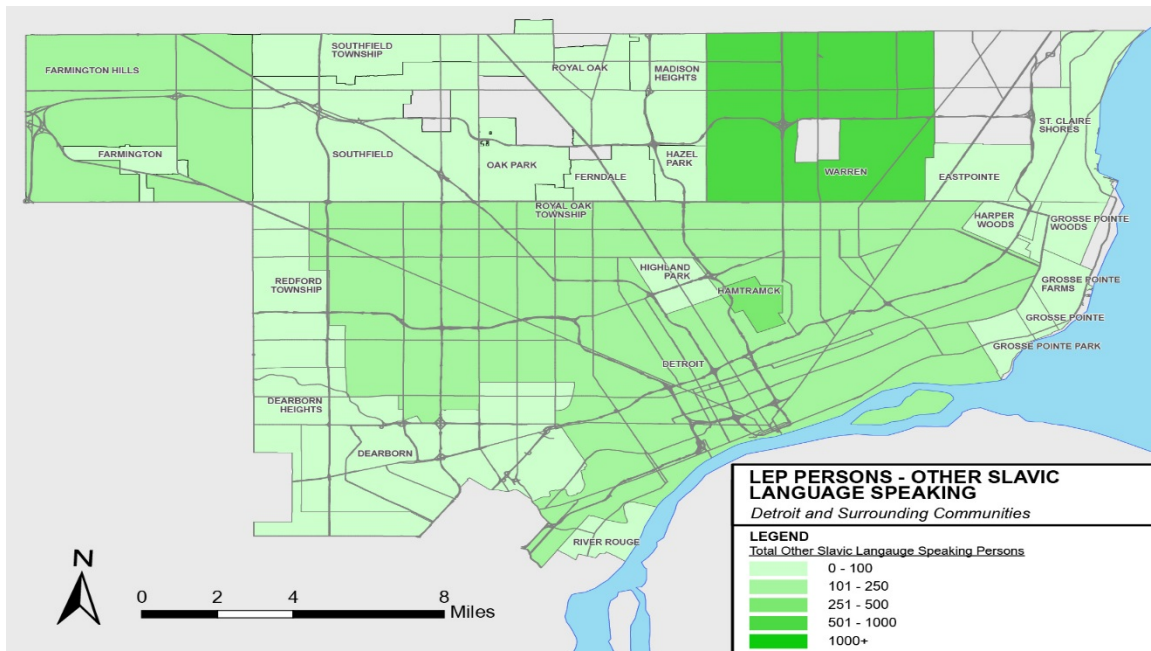 SOUTHFIELD
TOWNSHIP
FARMINGTON HILLS
ROYAL OAK
MADISON
HEIGHTS
ST. CLAIRE
SHORES
FARMINGTON
SOUTHFIELD
OAK PARK
HAZEL
PARK
FERNDALE
WARREN
EASTPOINTE
ROYAL OAK
TOWNSHIP
HARPER
WOODS
GROSSE POINTE
WOODS
HIGHLAND
PARK
REDFORD
TOWNSHIP
HAMTRAMCK
GROSSE POINTE
FARMS
GROSSE POINTE
GROSSE POINTE PARK
DETROIT
DEARBORN
HEIGHTS
DEARBORN
RIVER ROUGE
N
0 2 4 8
Miles
LEP PERSONS - OTHER SLAVIC
LANGUAGE SPEAKING
Detroit and Surrounding Communities
LEGEND
Total Other Slavic Langauge Speaking Persons
0 - 100
101 - 250
251 - 500
501 - 1000
1000+